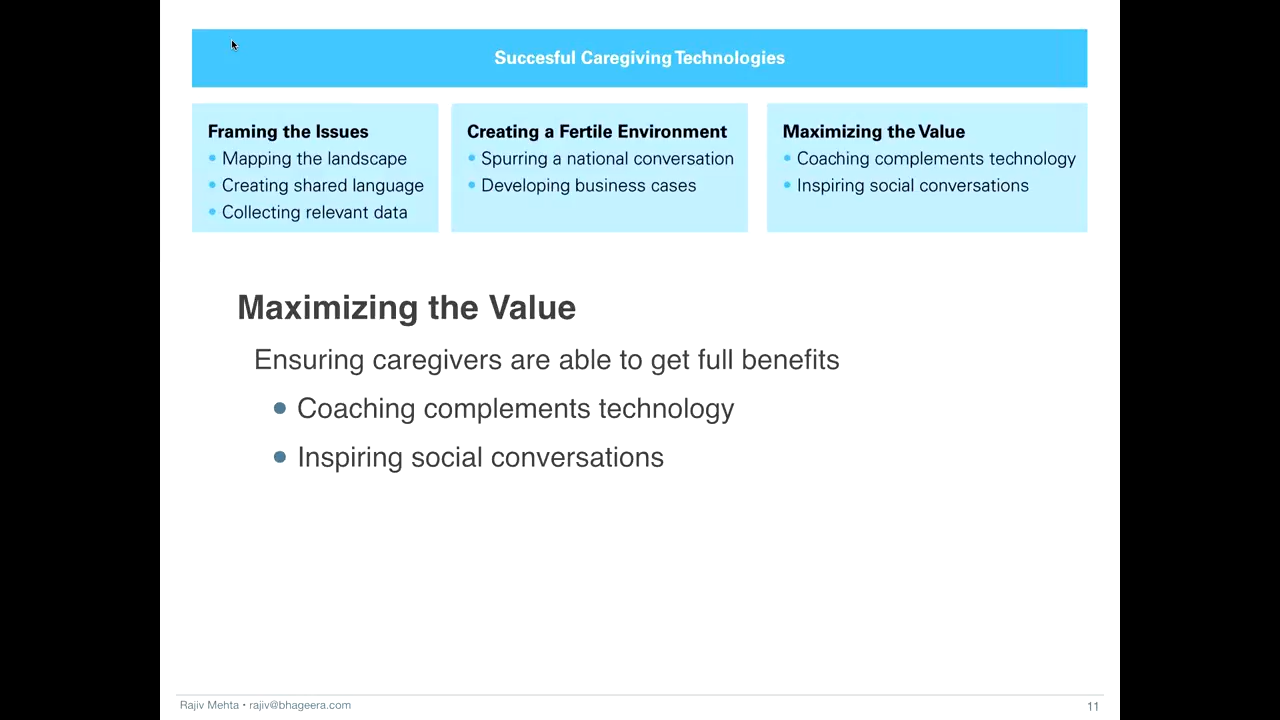 Succesful Caregiving Technologies
Framing the Issues
• Mapping the landscape
• Creating shared language
• Collecting relevant data
Creating a Fertile Environment
• Spurring a national conversation
• Developing business cases
Maximizing the Value
• Coaching complements technology
• Inspiring social conversations
Maximizing the Value
Ensuring caregivers are able to get full benefits
• Coaching complements technology
• Inspiring social conversations
Rajiv Mehta • rajiv@bhageera.com
11